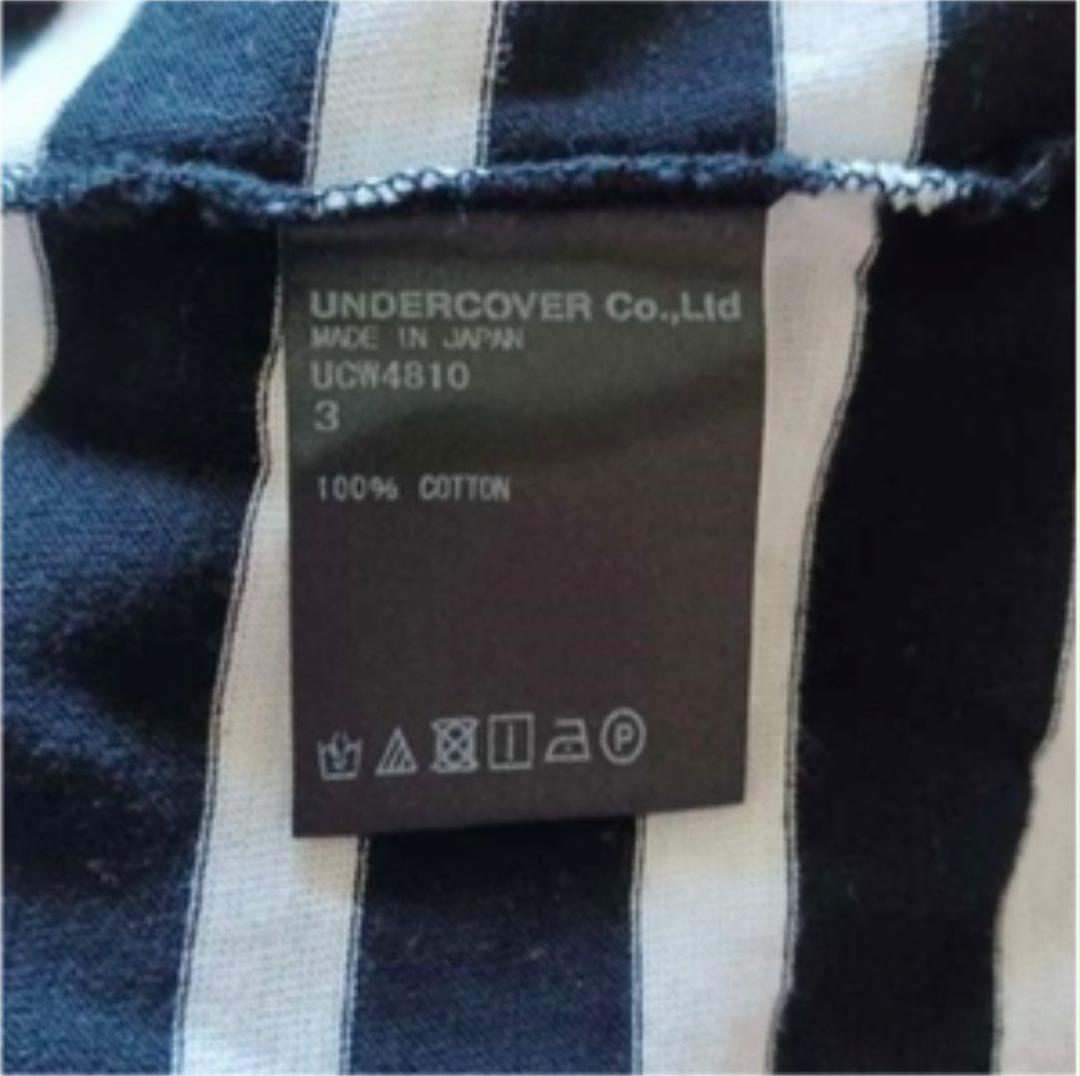 UNDERCOVER Co.,Ltd
MADE IN JAPAN
UCW4810
3
100% COTTON
P